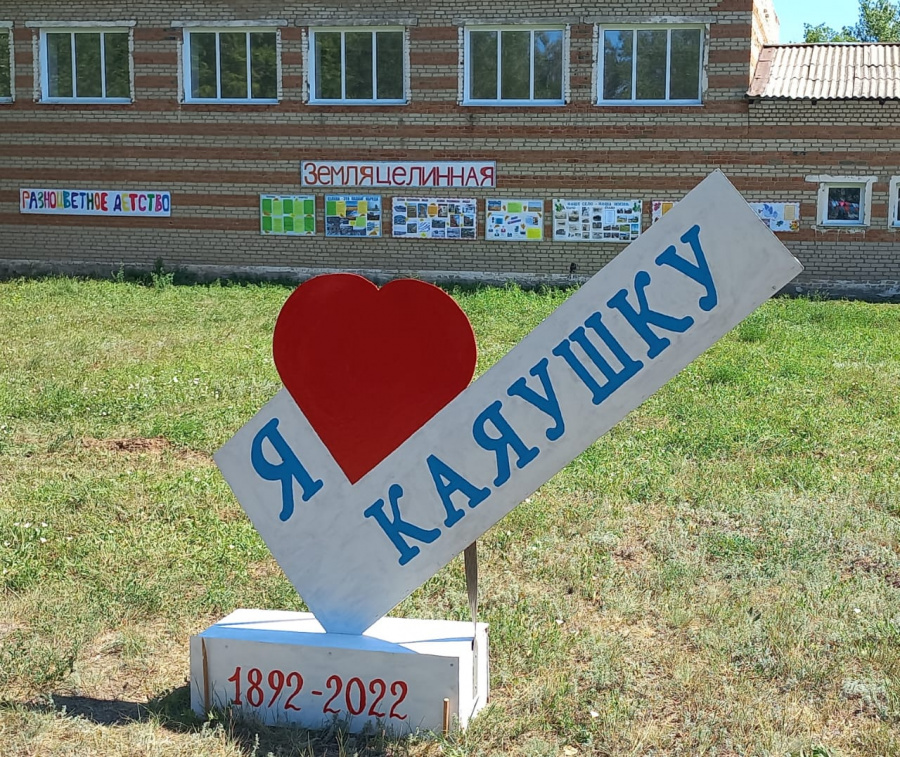 Земляцелинная
РАЗНОЦВЕТНОЕ ДЕТСТВО
Я
КАЯУШКУ
1892-2022